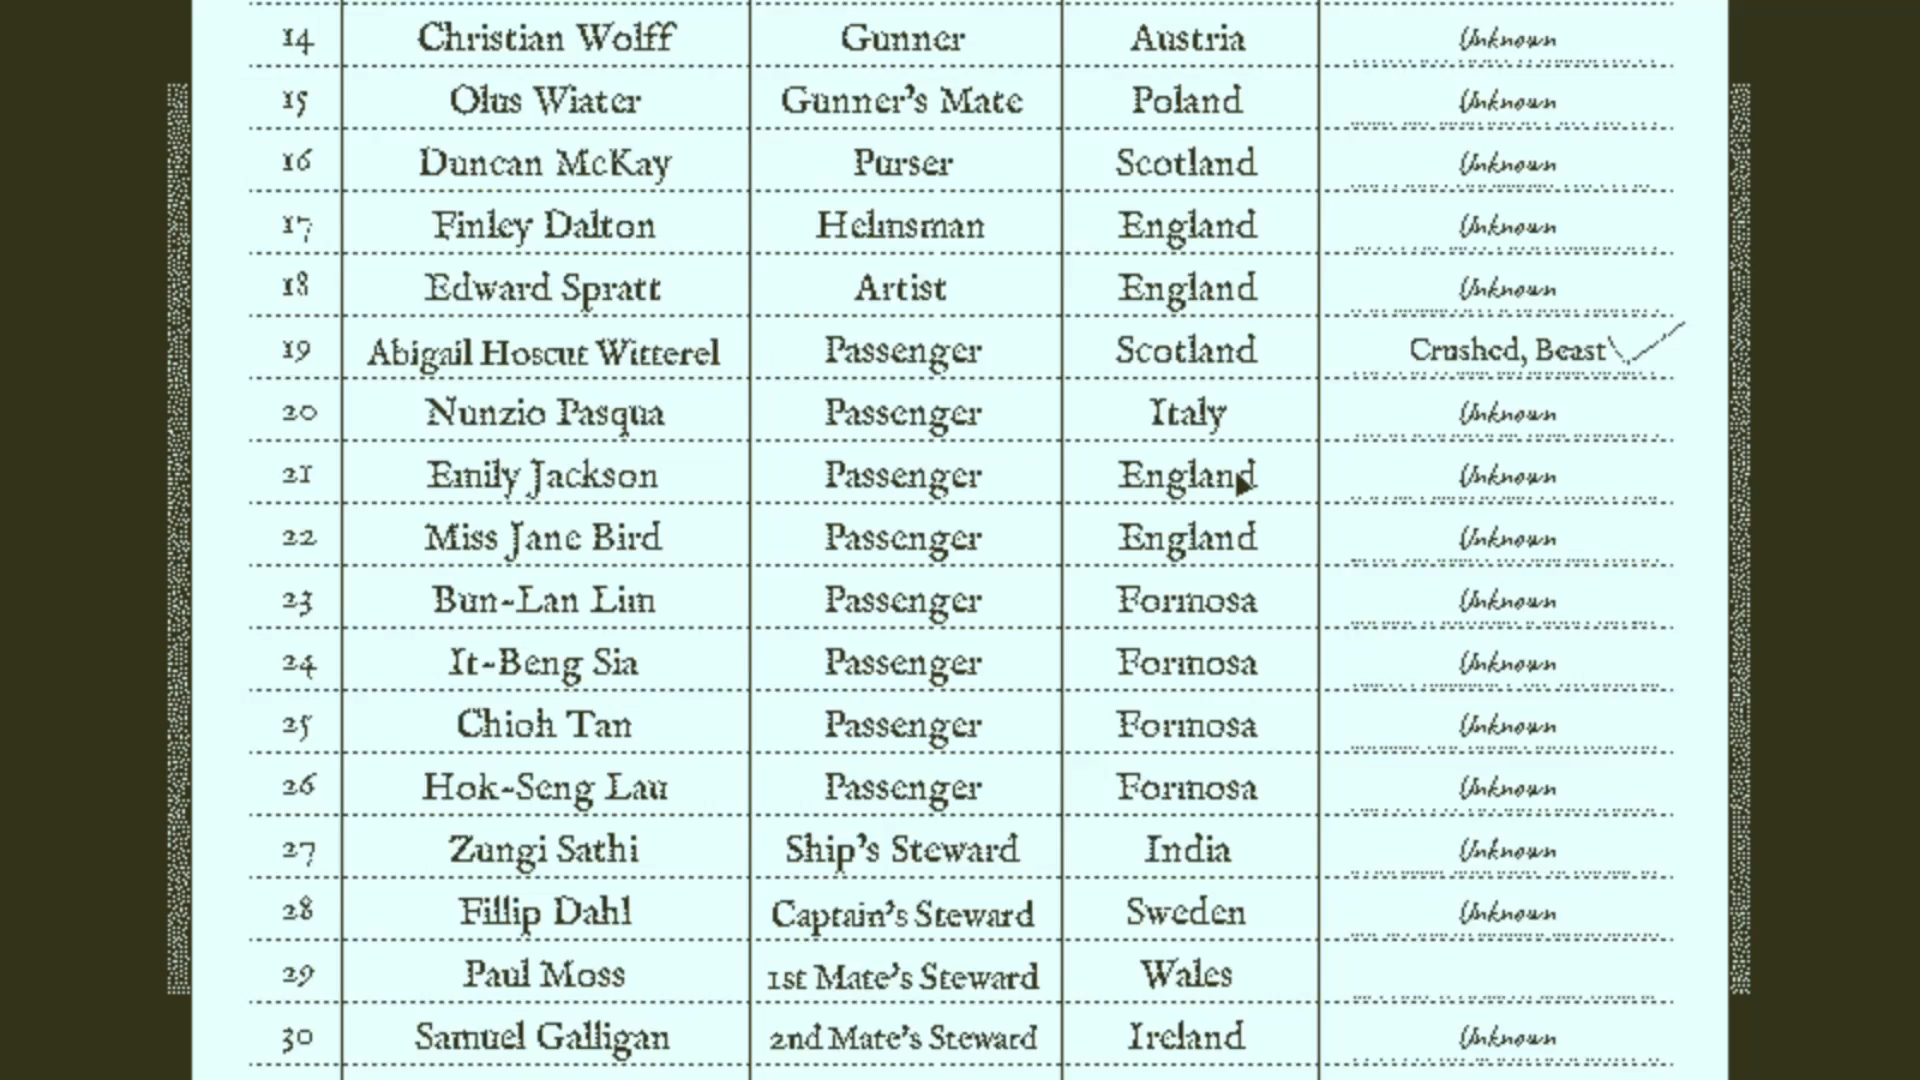 14 Christian Wolff Gunner Austria Unknown
15 Olus Wiater Gunner's Mate Poland Unknown
16 Duncan McKay Purser Scotland Unknown
17 Finley Dalton Helmsman England Unknown
18 Edward Spratt Artist England Unknown
19 Abigail Hoscut Witterel Passenger Scotland Crushed, Beast
20 Nunzio Pasqua Passenger Italy Unknown
21 Emily Jackson Passenger England Unknown
22 Miss Jane Bird Passenger England Unknown
23 Bun-Lan Lim Passenger Formosa Unknown
24 It-Beng Sia Passenger Formosa Unknown
25 Chioh Tan Passenger Formosa Unknown
26 Hok-Seng Lau Passenger Formosa Unknown
27 Zungi Sathi Ship's Steward India Unknown
28 Fillip Dahl Captain's Steward Sweden Unknown
29 Paul Moss 1st Mate's Steward Wales
30 Samuel Galligan 2nd Mate's Steward Ireland Unknown